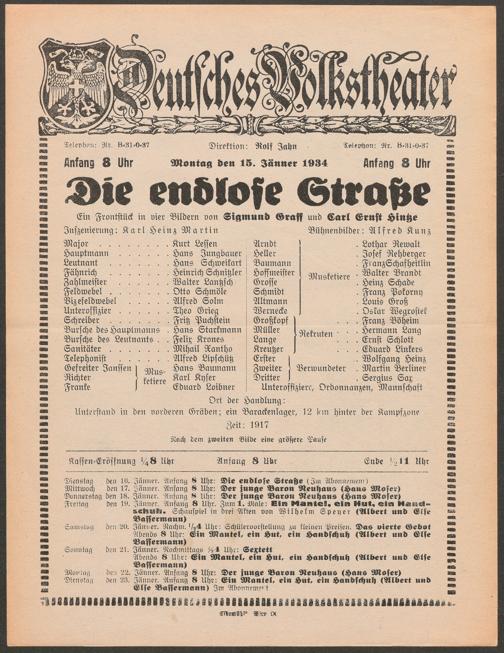 Deutsches Volkstheater
Telephon: Nr. B-31-0-37 Direktion: Rolf Jahn Telephon: Nr. B-31-0-37
Anfang 8 Uhr Montag den 15. Jänner 1934 Anfang 8 Uhr
Die endlose Straße
Ein Frontstück in vier Bildern von Sigmund Graff und Carl Ernst Hintze
Inszenierung: Karl Heinz Martin Bühnenbilder: Alfred Kunz
Major . . . . . . . . . Kurt Lessen
Hauptmann . . . . . . . Hans Jungbauer
Leutnant . . . . . . . . Hans Schweikart
Fähnrich . . . . . . . . Heinrich Schnitzler
Zahlmeister . . . . . . . Walter Lantzsch
Feldwebel . . . . . . . . Otto Schmöle
Vizefeldwebel . . . . . . Alfred Solm
Unteroffizier . . . . . . Theo Grieg
Schreiber . . . . . . . . Fritz Puchstein
Bursche des Hauptmanns . . Hans Starkmann
Bursche des Leutnants . . Felix Krones
Sanitäter . . . . . . . . Mihail Xantho
Telephonist . . . . . . . Alfred Lipschütz
Gefreiter Janssen Hans Baumann
Richter Musketiere Karl Kyser
Franke Eduard Loibner
Arndt Lothar Rewalt
Heller Josef Rehberger
Baumann Franz Schafheitlin
Hoffmeister Walter Brandt
Grosse Musketiere Heinz Schade
Schmidt Franz Pokorny
Altmann Louis Groß
Wernecke Oskar Wegrostek
Großkopf Franz Böheim
Müller Rekruten Hermann Lang
Lange Ernst Schlott
Kreutzer Eduard Linkers
Erster Wolfgang Heinz
Zweiter Verwundeter Martin Berliner
Dritter Sergius Sax
Unteroffiziere, Ordonnanzen, Mannschaft
Ort der Handlung:
Unterstand in den vorderen Gräben; ein Barackenlager, 12 km hinter der Kampfzone
Zeit: 1917
Nach dem zweiten Bilde eine größere Pause
Kassen-Eröffnung ¼8 Uhr Anfang 8 Uhr Ende ½11 Uhr
Dienstag den 16. Jänner. Anfang 8 Uhr: Die endlose Straße (Im Abonnement)
Mittwoch den 17. Jänner. Anfang 8 Uhr: Der junge Baron Neuhaus (Hans Moser)
Donnerstag den 18. Jänner. Anfang 8 Uhr: Der junge Baron Neuhaus (Hans Moser)
Freitag den 19. Jänner. Anfang 8 Uhr: Zum 1. Male: Ein Mantel, ein Hut, ein Hand-
schuh. Schauspiel in drei Akten von Wilhelm Speyer (Albert und Else
Bassermann)
Samstag den 20. Jänner. Nachm. ¼4 Uhr: Schülervorstellung zu kleinen Preisen. Das vierte Gebot
Abends 8 Uhr: Ein Mantel, ein Hut, ein Handschuh (Albert und Else
Bassermann)
Sonntag den 21. Jänner. Nachmittags ¾4 Uhr: Sextett
Abends 8 Uhr: Ein Mantel, ein Hut, ein Handschuh (Albert und Else
Bassermann)
Montag den 22. Jänner. Anfang 8 Uhr: Der junge Baron Neuhaus (Hans Moser)
Dienstag den 23. Jänner. Anfang 8 Uhr: Ein Mantel, ein Hut, ein Handschuh (Albert und
Else Bassermann) Im Abonnement
Wien IX